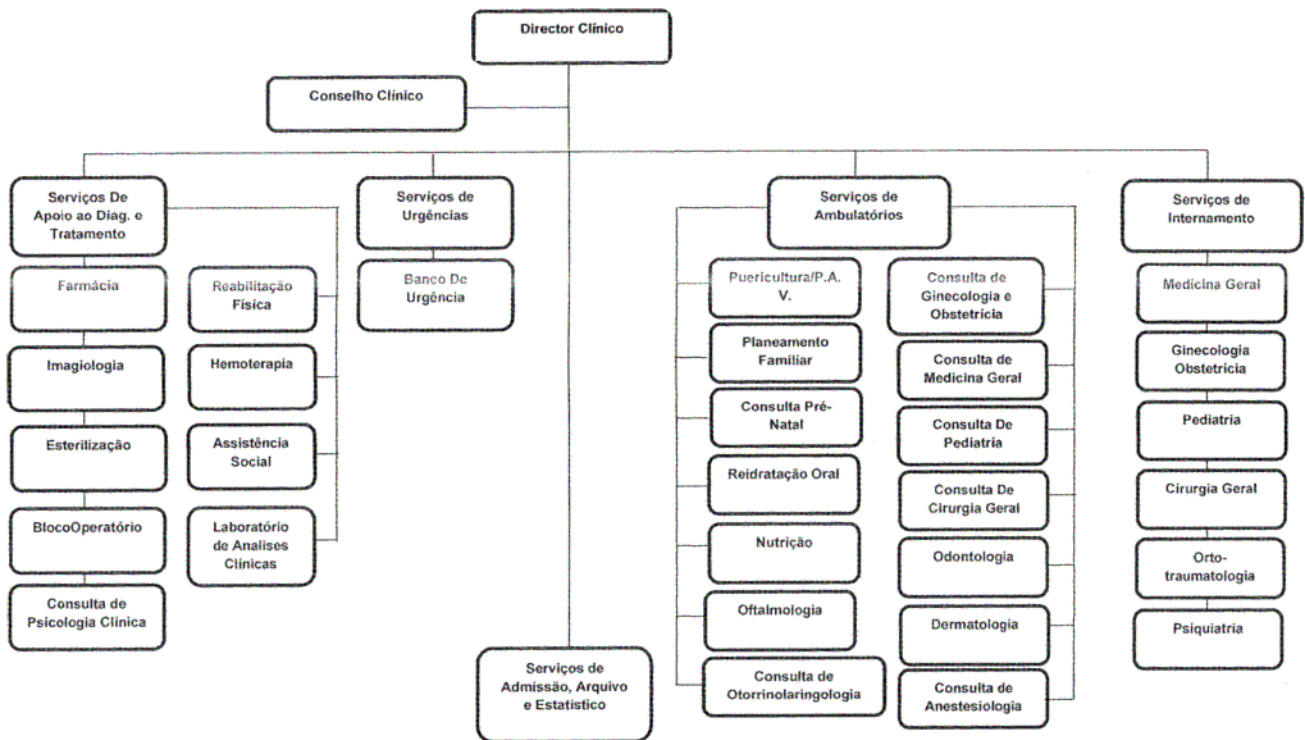 Director Clínico
Conselho Clínico
Serviços De
Apoio ao Diag. e
Tratamento
Farmácia
Imagiologia
Esterilização
BlocoOperatório
Consulta de
Psicologia Clínica
Reabilitação
Física
Hemoterapia
Assistência
Social
Laboratório
de Analises
Clínicas
Serviços de
Urgências
Banco De
Urgência
Serviços de
Admissão, Arquivo
e Estatístico
Serviços de
Ambulatórios
Puericultura/P.A.
V.
Planeamento
Familiar
Consulta Pré-
Natal
Reidratação Oral
Nutrição
Oftalmologia
Consulta de
Otorrinolaringologia
Consulta de
Ginecologia e
Obstetrícia
Consulta de
Medicina Geral
Consulta De
Pediatria
Consulta De
Cirurgia Geral
Odontologia
Dermatologia
Consulta de
Anestesiologia
Serviços de
Internamento
Medicina Geral
Ginecologia
Obstetricia
Pediatria
Cirurgia Geral
Orto-
traumatologia
Psiquiatria